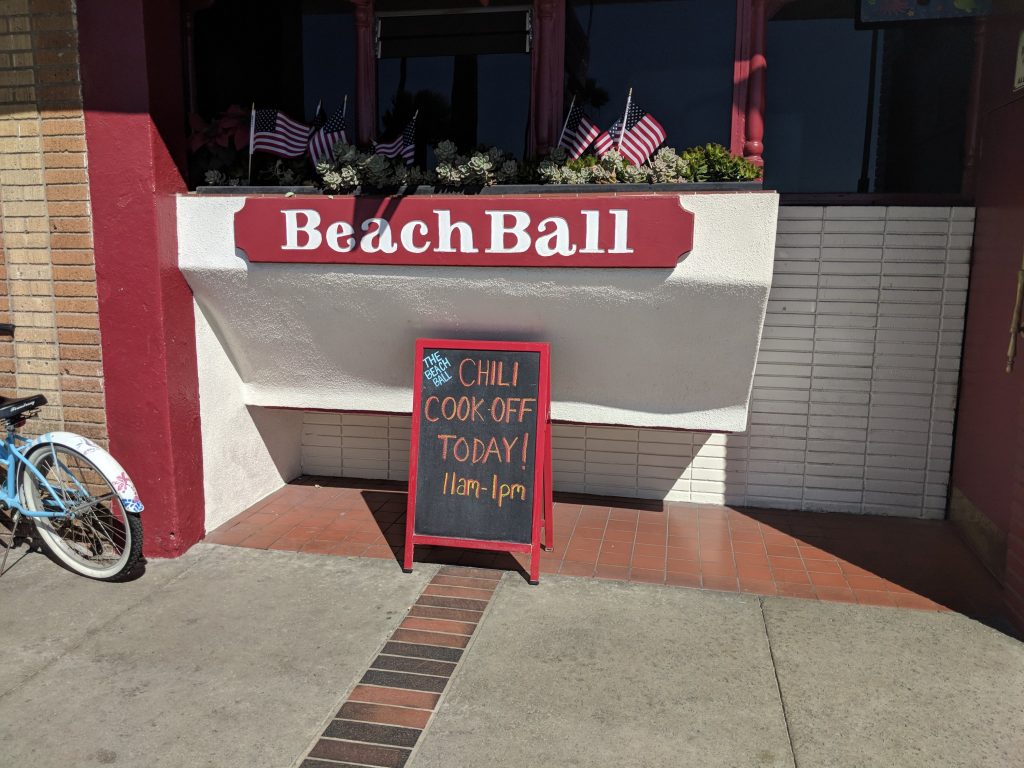 BeachBall
THE
BEACH
BALL
CHILI
COOK-OFF
TODAY!
11am-1pm